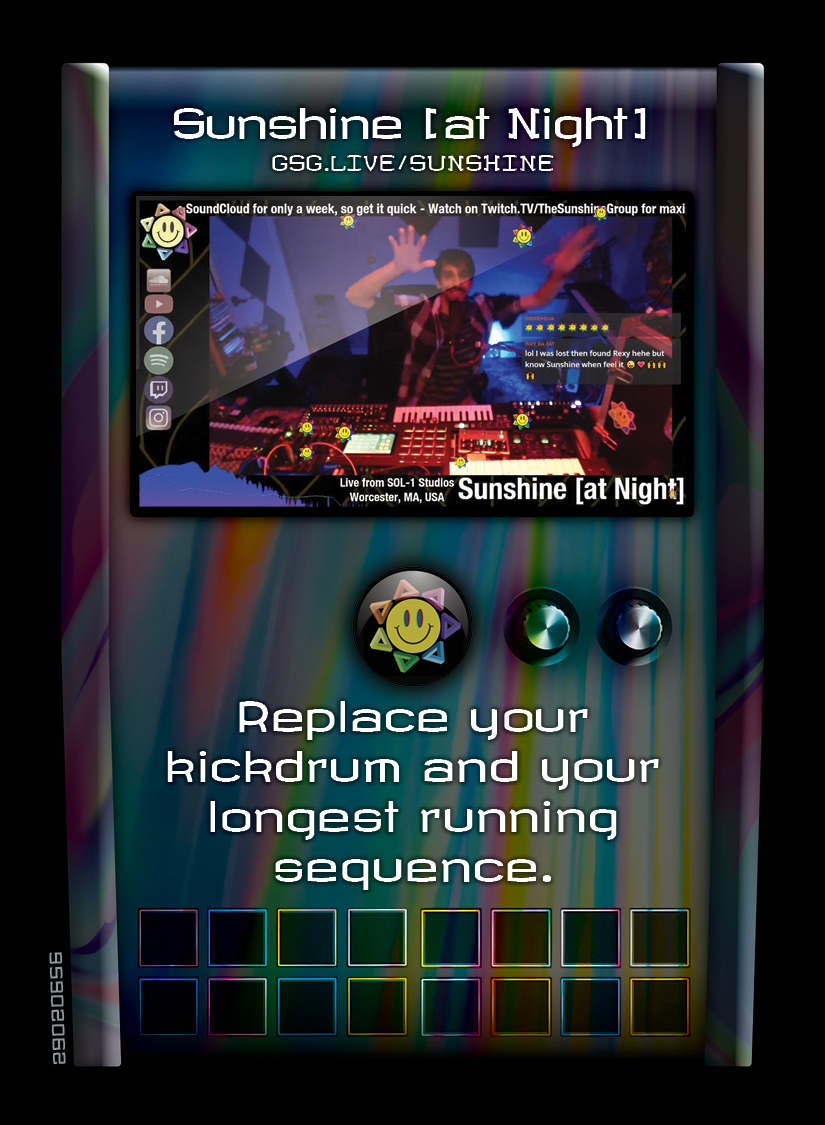 Sunshine [at Night]
GSG.LIVE/SUNSHINE
SoundCloud for only a week, so get it quick - Watch on Twitch.TV/TheSunshineGroup for maxi
lol I was lost then found Rexy hehe but
know Sunshine when feel it 😜 ❤️ 🙌 🙌
🙌
Live from SOL-1 Studios
Worcester, MA, USA
Sunshine [at Night]
Replace your
kickdrum and your
longest running
sequence.
29020656